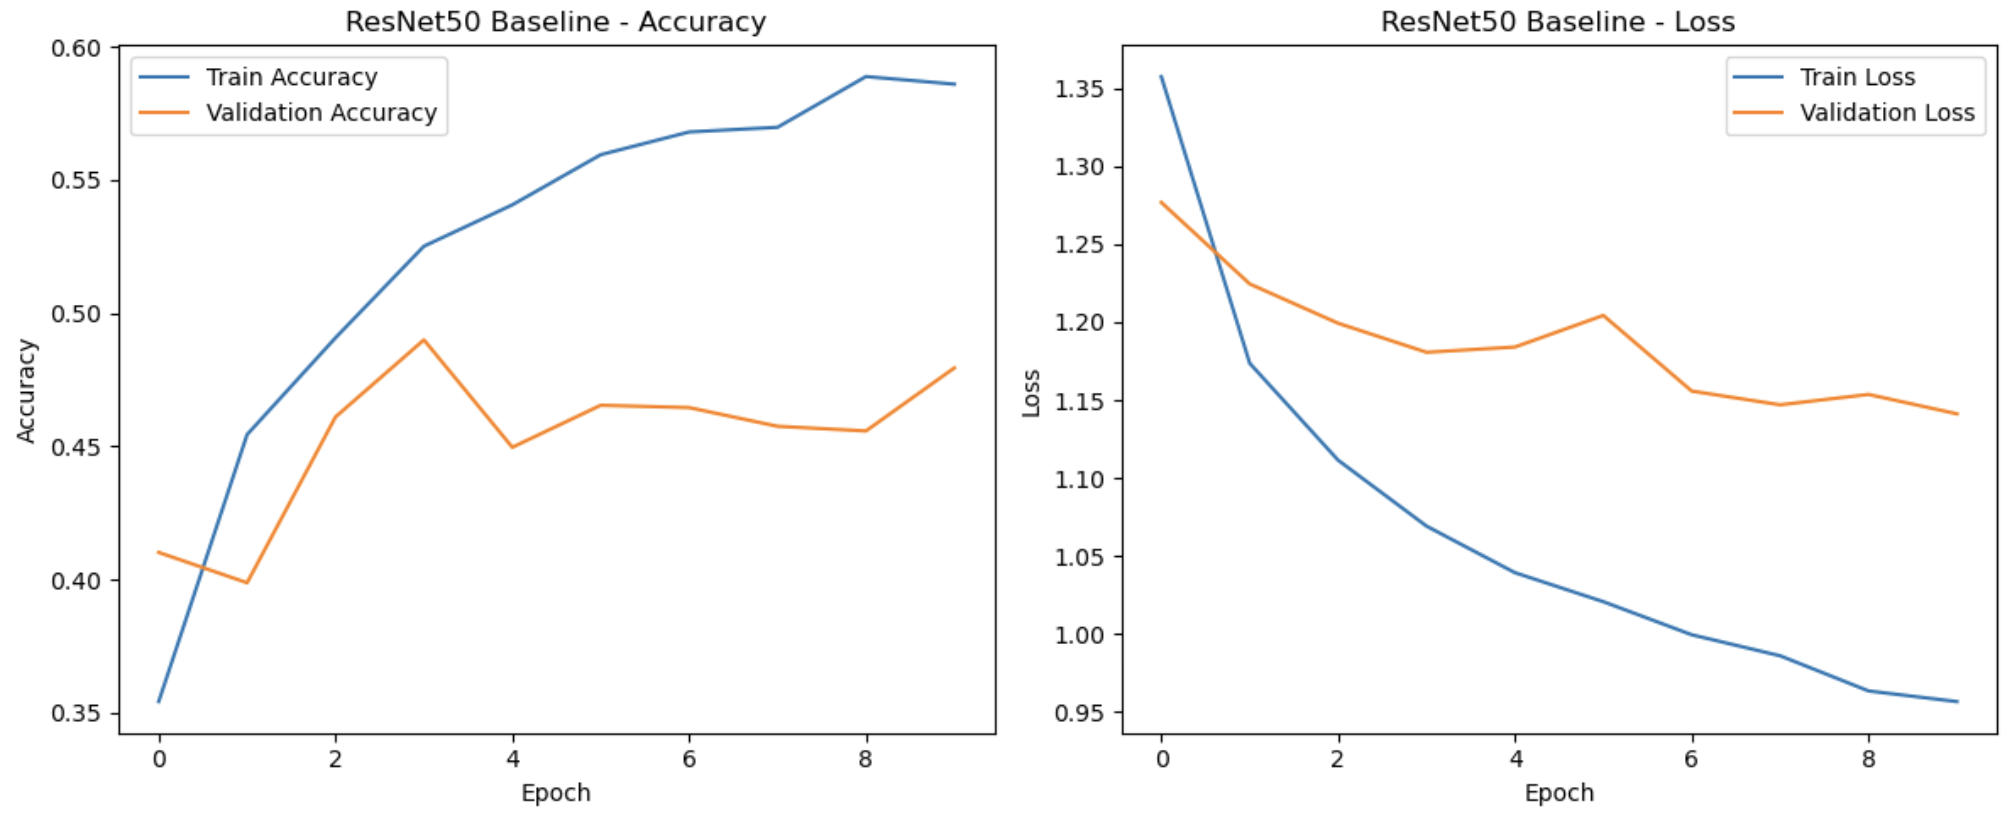 ResNet50 Baseline - Accuracy
0.60
0.55
0.50
0.45
0.40
0.35
Accuracy
Train Accuracy
Validation Accuracy
0 2 4 6 8
Epoch
ResNet50 Baseline - Loss
1.35
1.30
1.25
1.20
1.15
1.10
1.05
1.00
0.95
Loss
Train Loss
Validation Loss
0 2 4 6 8
Epoch